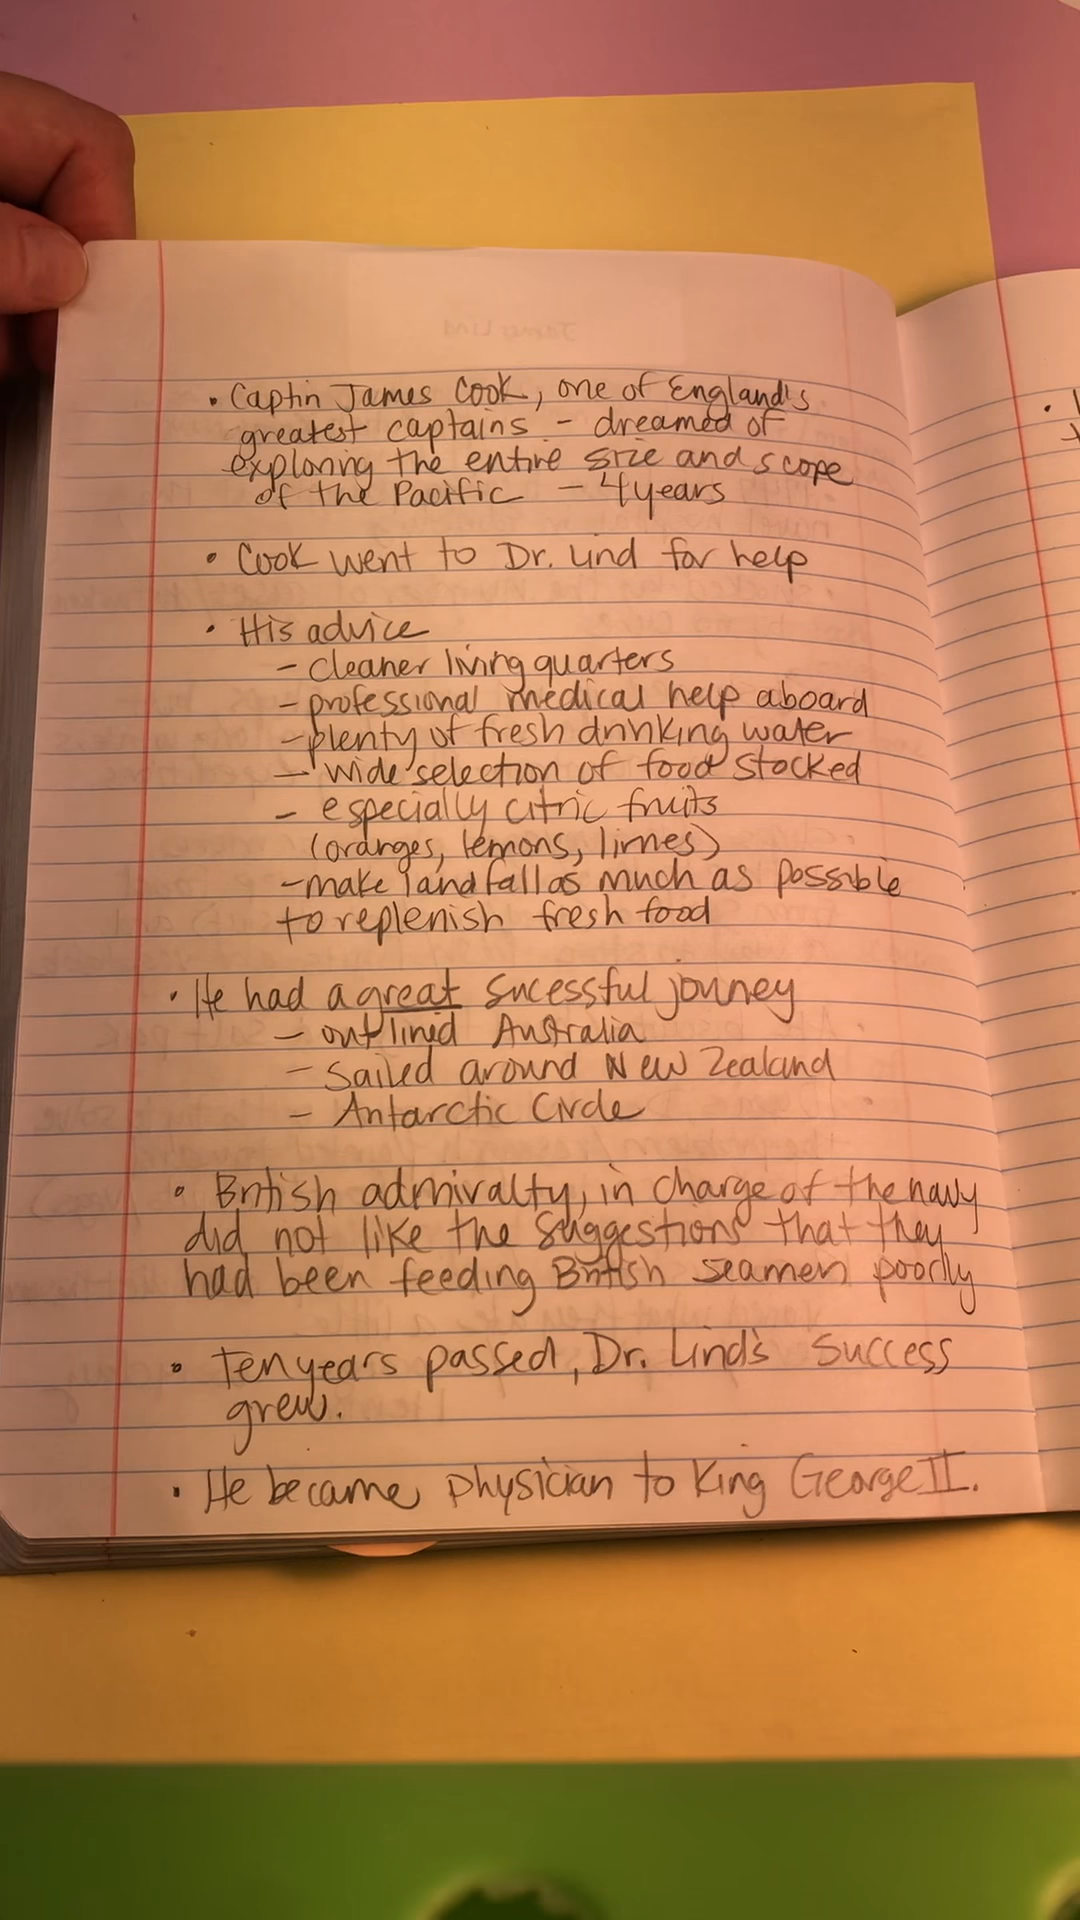 • Captin James Cook, one of England's
greatest captains - dreamed of
exploring the entire size and scope
of the Pacific - 4 years
• Cook went to Dr. Lind for help
• His advice
- cleaner living quarters
- professional medical help aboard
- plenty of fresh drinking water
- wide selection of food stocked
- especially citric fruits
(oranges, lemons, limes)
- make landfall as much as possible
to replenish fresh food
• He had a great sucessful jouney
- outlined Australia
- Sailed around New Zealand
- Antarctic Circle
• British admiralty, in charge of the navy
did not like the suggestions that they
had been feeding British seamen poorly
• Ten years passed, Dr. Lind's success
grew.
• He became physician to King George II.